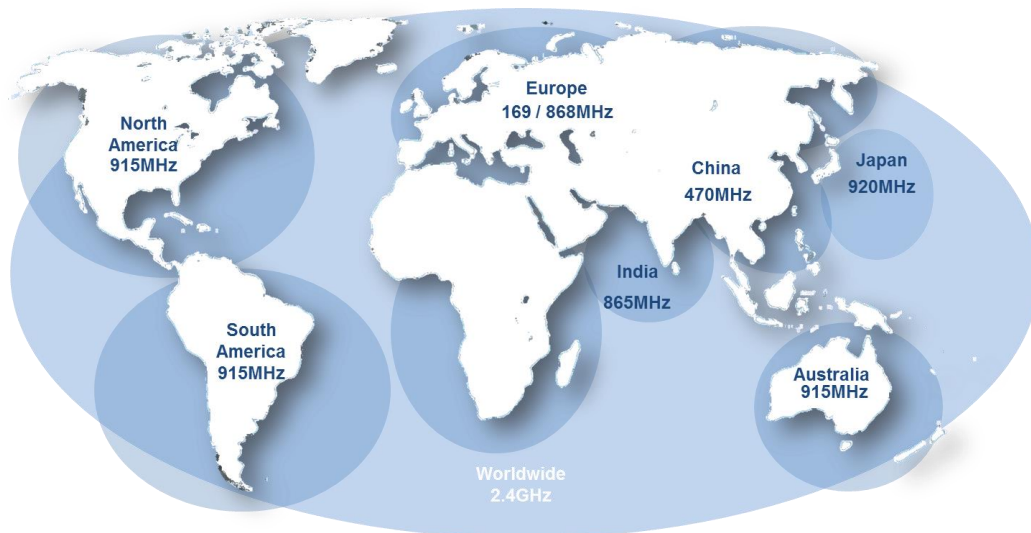 North
America
915MHz
Europe
169 / 868MHz
China
470MHz
Japan
920MHz
India
865MHz
South
America
915MHz
Australia
915MHz
Worldwide
2.4GHz